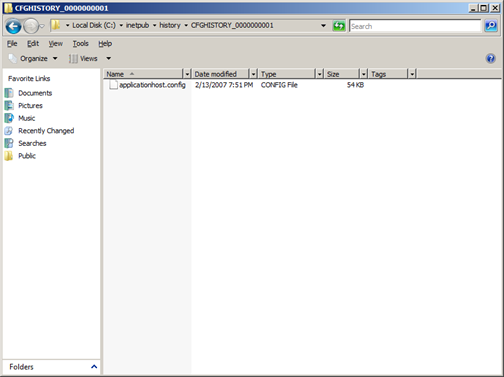 CFGHISTORY_0000000001
Local Disk (C:) inetpub history CFGHISTORY_0000000001 Search
File Edit View Tools Help
Organize Views
Favorite Links
Documents
Pictures
Music
Recently Changed
Searches
Public
Folders
Name Date modified Type Size Tags
applicationhost.config 2/13/2007 7:51 PM CONFIG File 54 KB